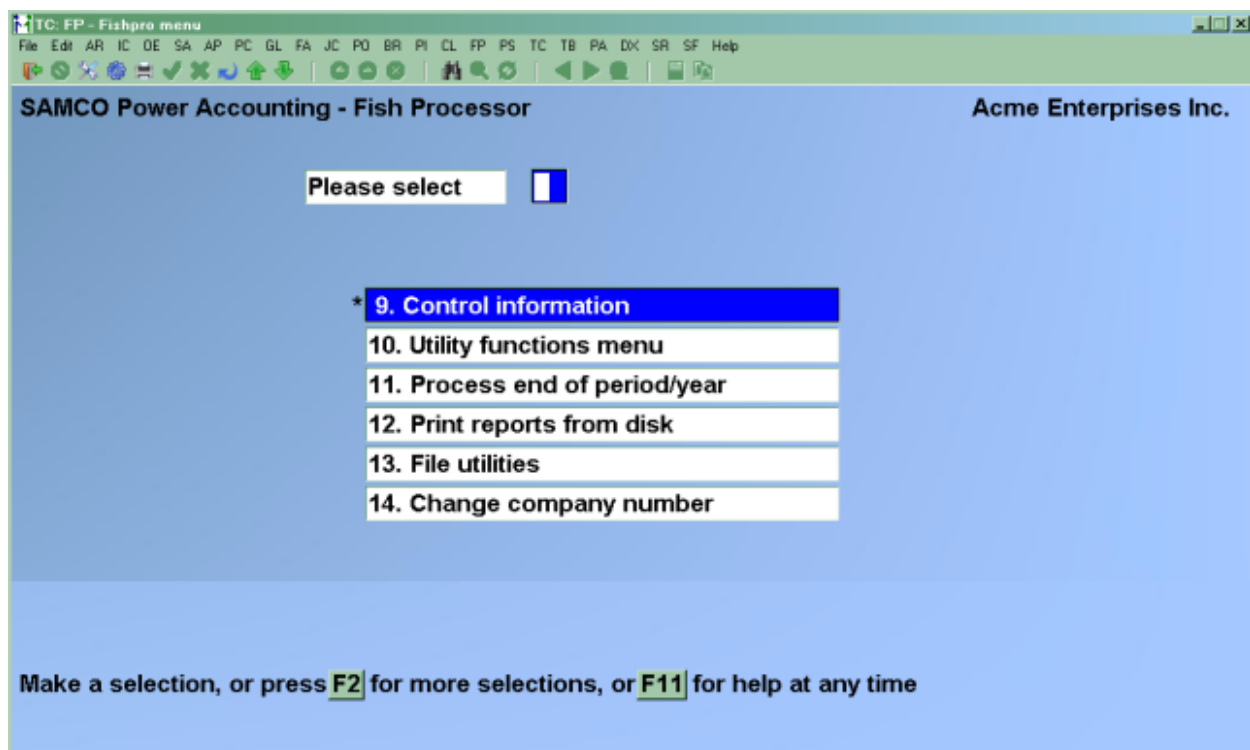 TC: FP - Fishpro menu
File Edit AR IC OE SA AP PC GL FA JC PO BR PI CL FP PS TC TB PA DX SR SF Help
SAMCO Power Accounting - Fish Processor Acme Enterprises Inc.
Please select
* 9. Control information
10. Utility functions menu
11. Process end of period/year
12. Print reports from disk
13. File utilities
14. Change company number
Make a selection, or press F2 for more selections, or F11 for help at any time